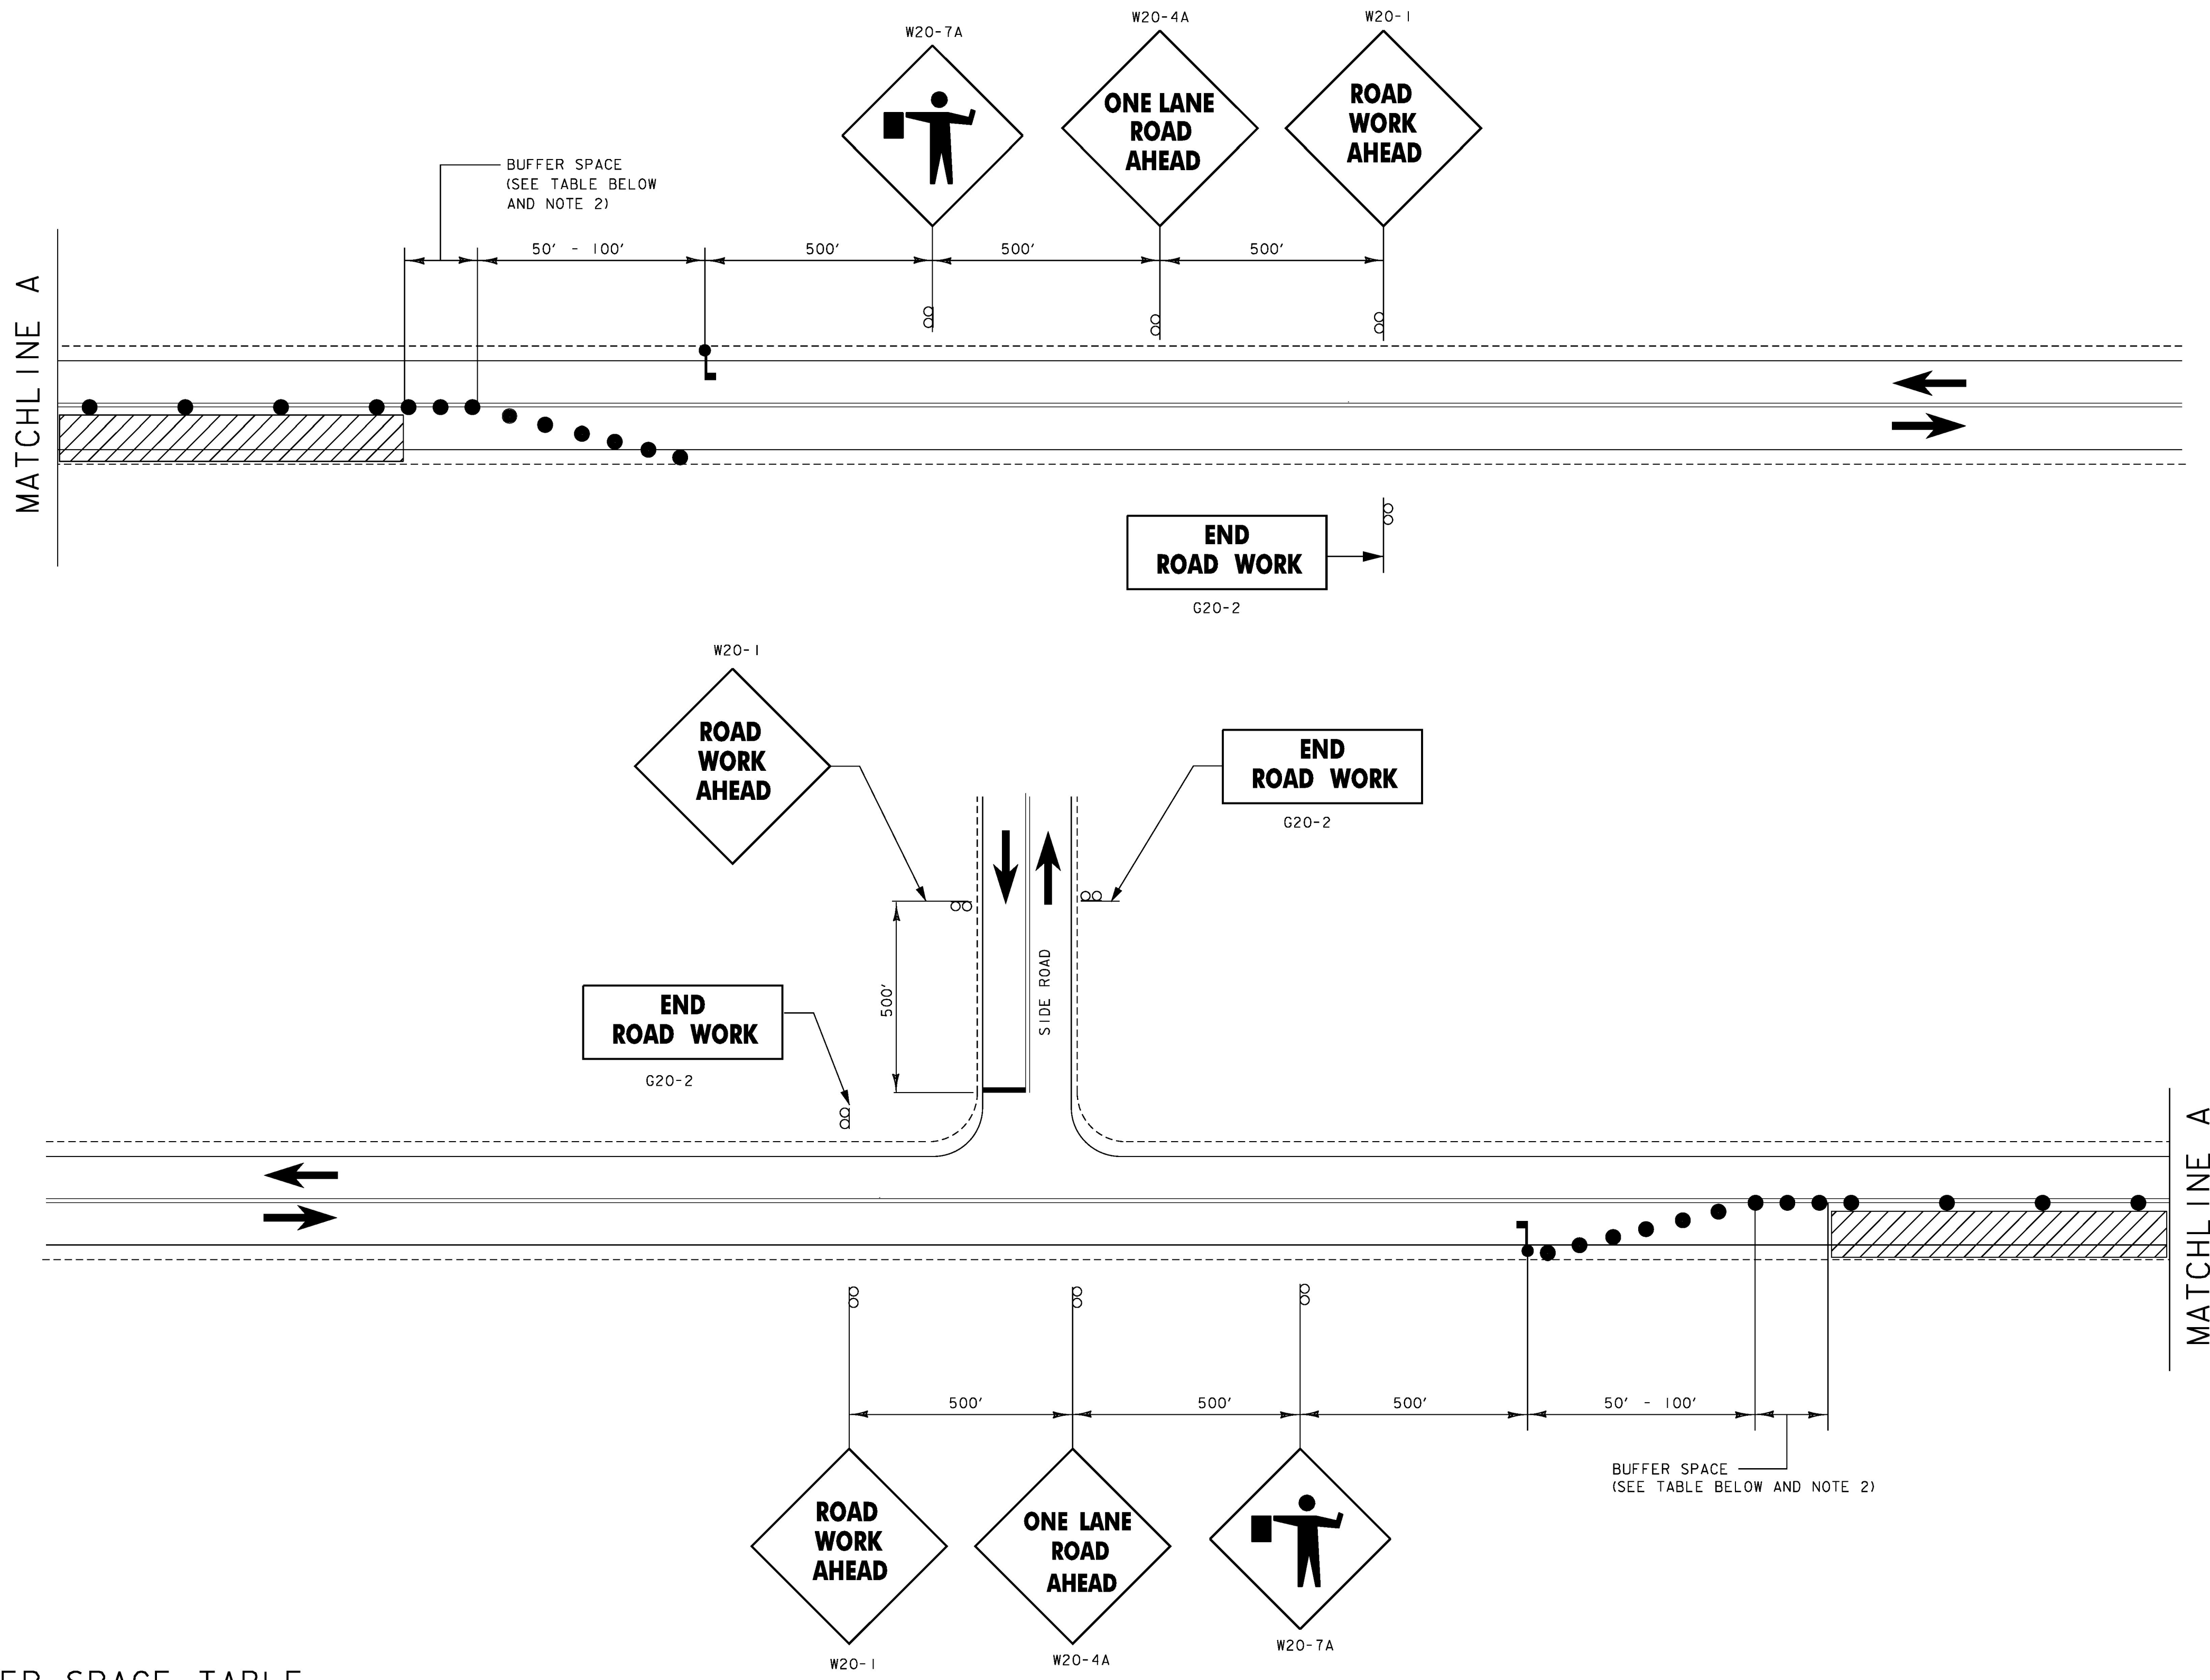 W20-7A
W20-4A
W20-1
ONE LANE
ROAD
AHEAD
ROAD
WORK
AHEAD
BUFFER SPACE
(SEE TABLE BELOW
AND NOTE 2)
50' - 100'
500'
500'
500'
MATCHLINE A
END
ROAD WORK
G20-2
W20-1
ROAD
WORK
AHEAD
END
ROAD WORK
G20-2
500'
SIDE ROAD
END
ROAD WORK
G20-2
MATCHLINE A
500'
500'
500'
50' - 100'
BUFFER SPACE
(SEE TABLE BELOW AND NOTE 2)
ROAD
WORK
AHEAD
ONE LANE
ROAD
AHEAD
W20-1
W20-4A
W20-7A
ER SPACE TABLE